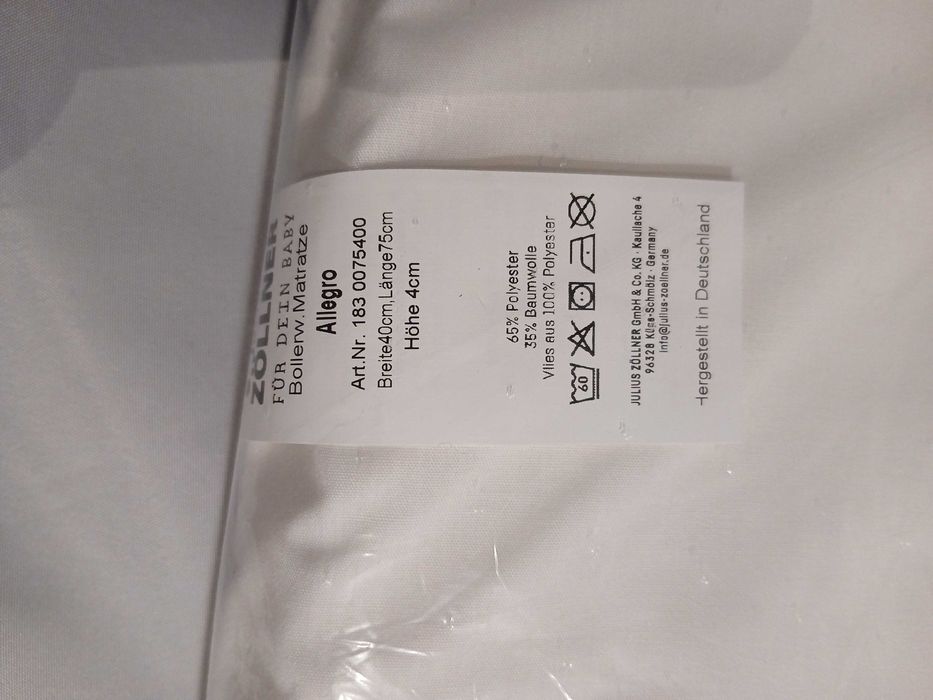 ZÖLLNER
FÜR DEIN BABY
Bollerw.Matratze
Allegro
Art.Nr. 183 0075400
Breite40cm,Länge75cm
Höhe 4cm
65% Polyester
35% Baumwolle
Vlies aus 100% Polyester
60
JULIUS ZÖLLNER GmbH & Co. KG · Kaullache 4
96328 Küps-Schmölz · Germany
info@julius-zoellner.de
Hergestellt in Deutschland